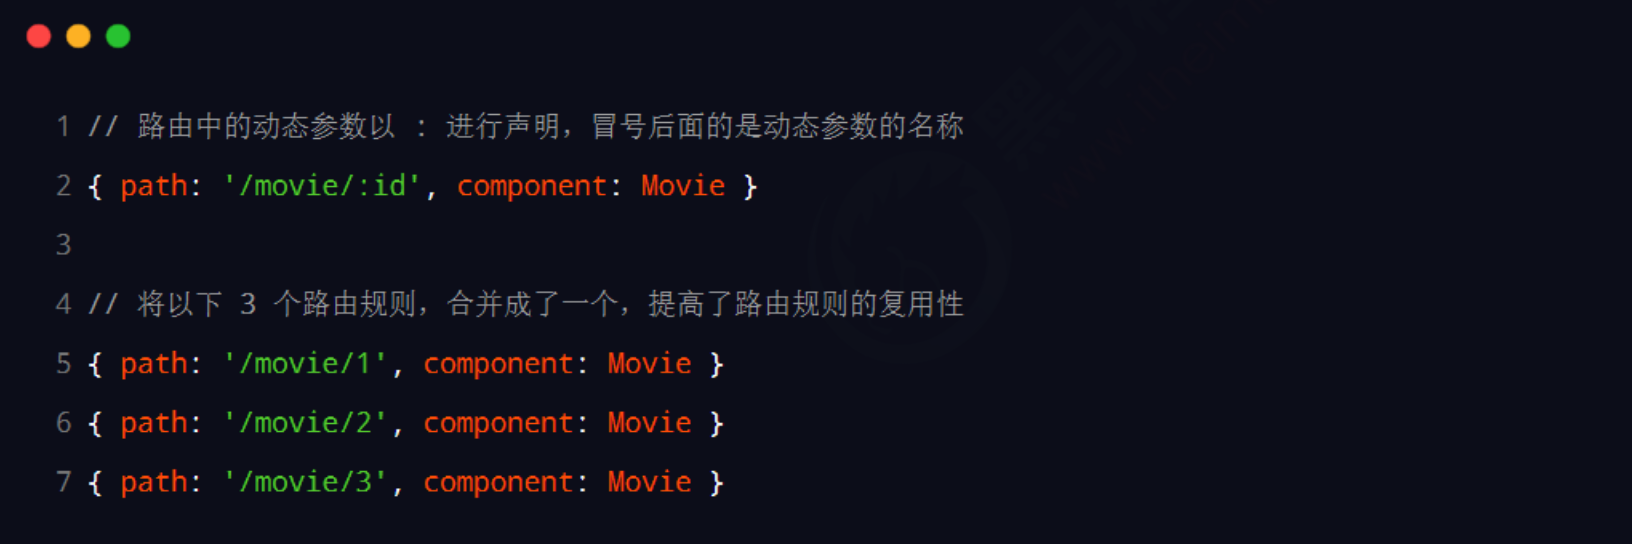 1 // 路由中的动态参数以 : 进行声明，冒号后面的是动态参数的名称
2 { path: '/movie/:id', component: Movie }
3
4 // 将以下 3 个路由规则，合并成了一个，提高了路由规则的复用性
5 { path: '/movie/1', component: Movie }
6 { path: '/movie/2', component: Movie }
7 { path: '/movie/3', component: Movie }